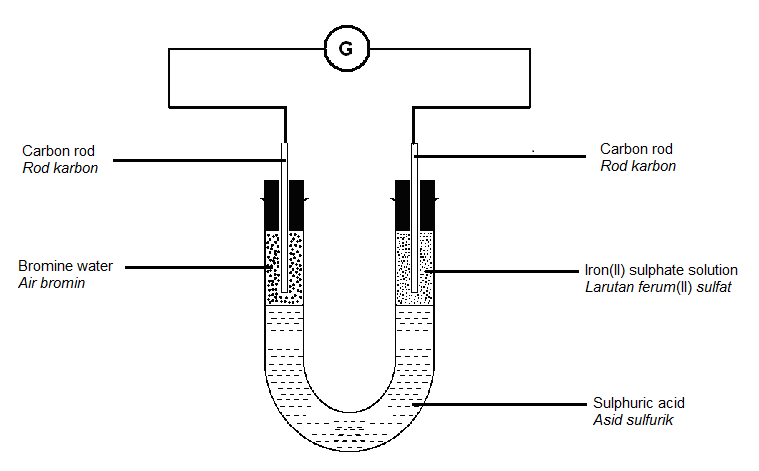 G
Carbon rod
Rod karbon
Carbon rod
Rod karbon
Bromine water
Air bromin
Iron(II) sulphate solution
Larutan ferum(II) sulfat
Sulphuric acid
Asid sulfurik